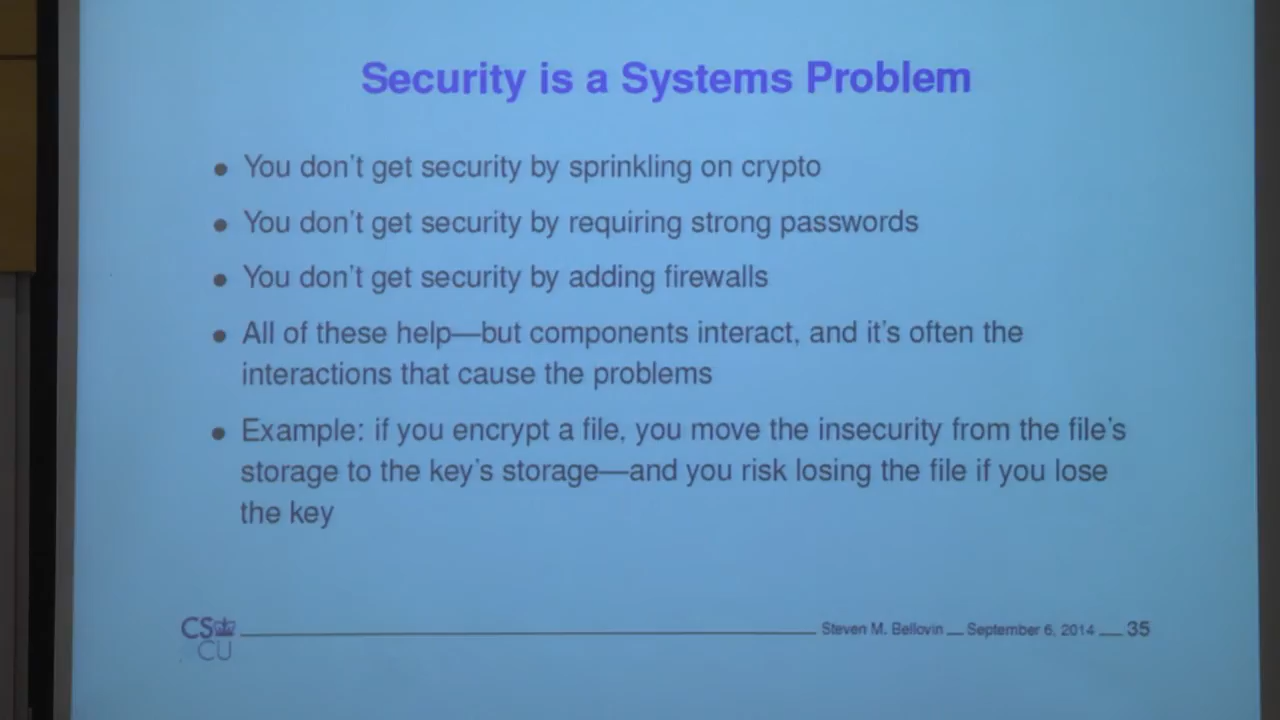 Security is a Systems Problem
• You don't get security by sprinkling on crypto
• You don't get security by requiring strong passwords
• You don't get security by adding firewalls
• All of these help—but components interact, and it's often the
interactions that cause the problems
• Example: if you encrypt a file, you move the insecurity from the file's
storage to the key's storage—and you risk losing the file if you lose
the key
CS
CU
Steven M. Bellovin — September 6, 2014 — 35